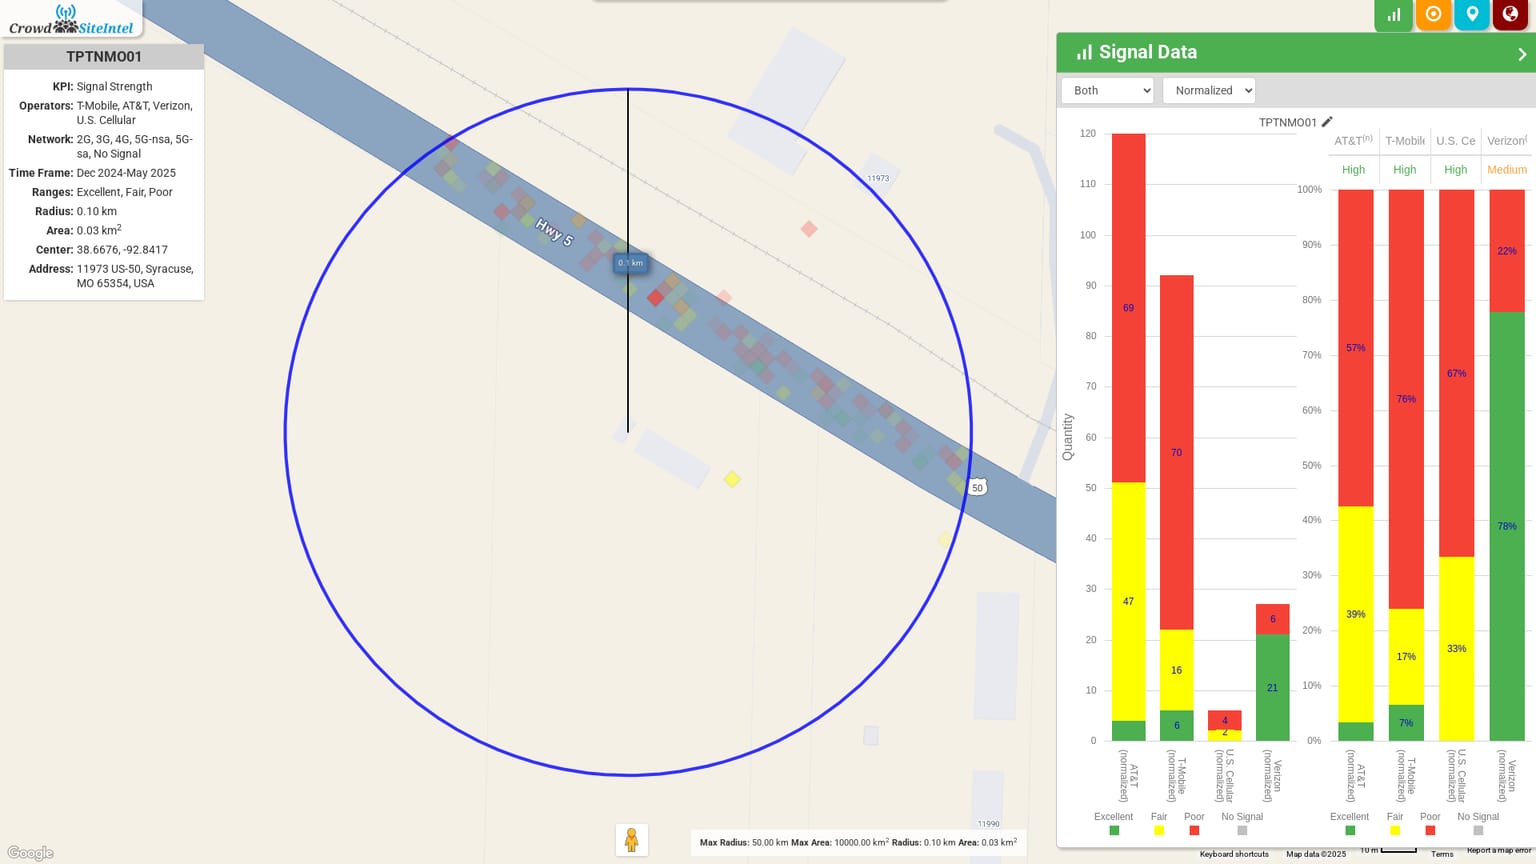 Crowd SiteIntel
TPTNMO01
KPI: Signal Strength
Operators: T-Mobile, AT&T, Verizon,
U.S. Cellular
Network: 2G, 3G, 4G, 5G-nsa, 5G-
sa, No Signal
Time Frame: Dec 2024-May 2025
Ranges: Excellent, Fair, Poor
Radius: 0.10 km
Area: 0.03 km²
Center: 38.6676, -92.8417
Address: 11973 US-50, Syracuse,
MO 65354, USA
11973
Hwy 5
0.1 km
50
11990
Google
Max Radius: 50.00 km Max Area: 10000.00 km² Radius: 0.10 km Area: 0.03 km²
Signal Data
Both
Normalized
TPTNMO01
120
110
100
90
80
70
60
50
40
30
20
10
0
Quantity
69
47
70
16
6
4
2
6
21
AT&T
(normalized)
T-Mobile
(normalized)
U.S. Cellular
(normalized)
Verizon
(normalized)
Excellent
Fair
Poor
No Signal
AT&T(n)
T-Mobile
U.S. Ce
Verizon(
High
High
High
Medium
100%
90%
80%
70%
60%
50%
40%
30%
20%
10%
0%
57%
39%
76%
17%
7%
67%
33%
22%
78%
AT&T
(normalized)
T-Mobile
(normalized)
U.S. Cellular
(normalized)
Verizon
(normalized)
Excellent
Fair
Poor
No Signal
Keyboard shortcuts
Map data ©2025
10 m
Terms
Report a map error